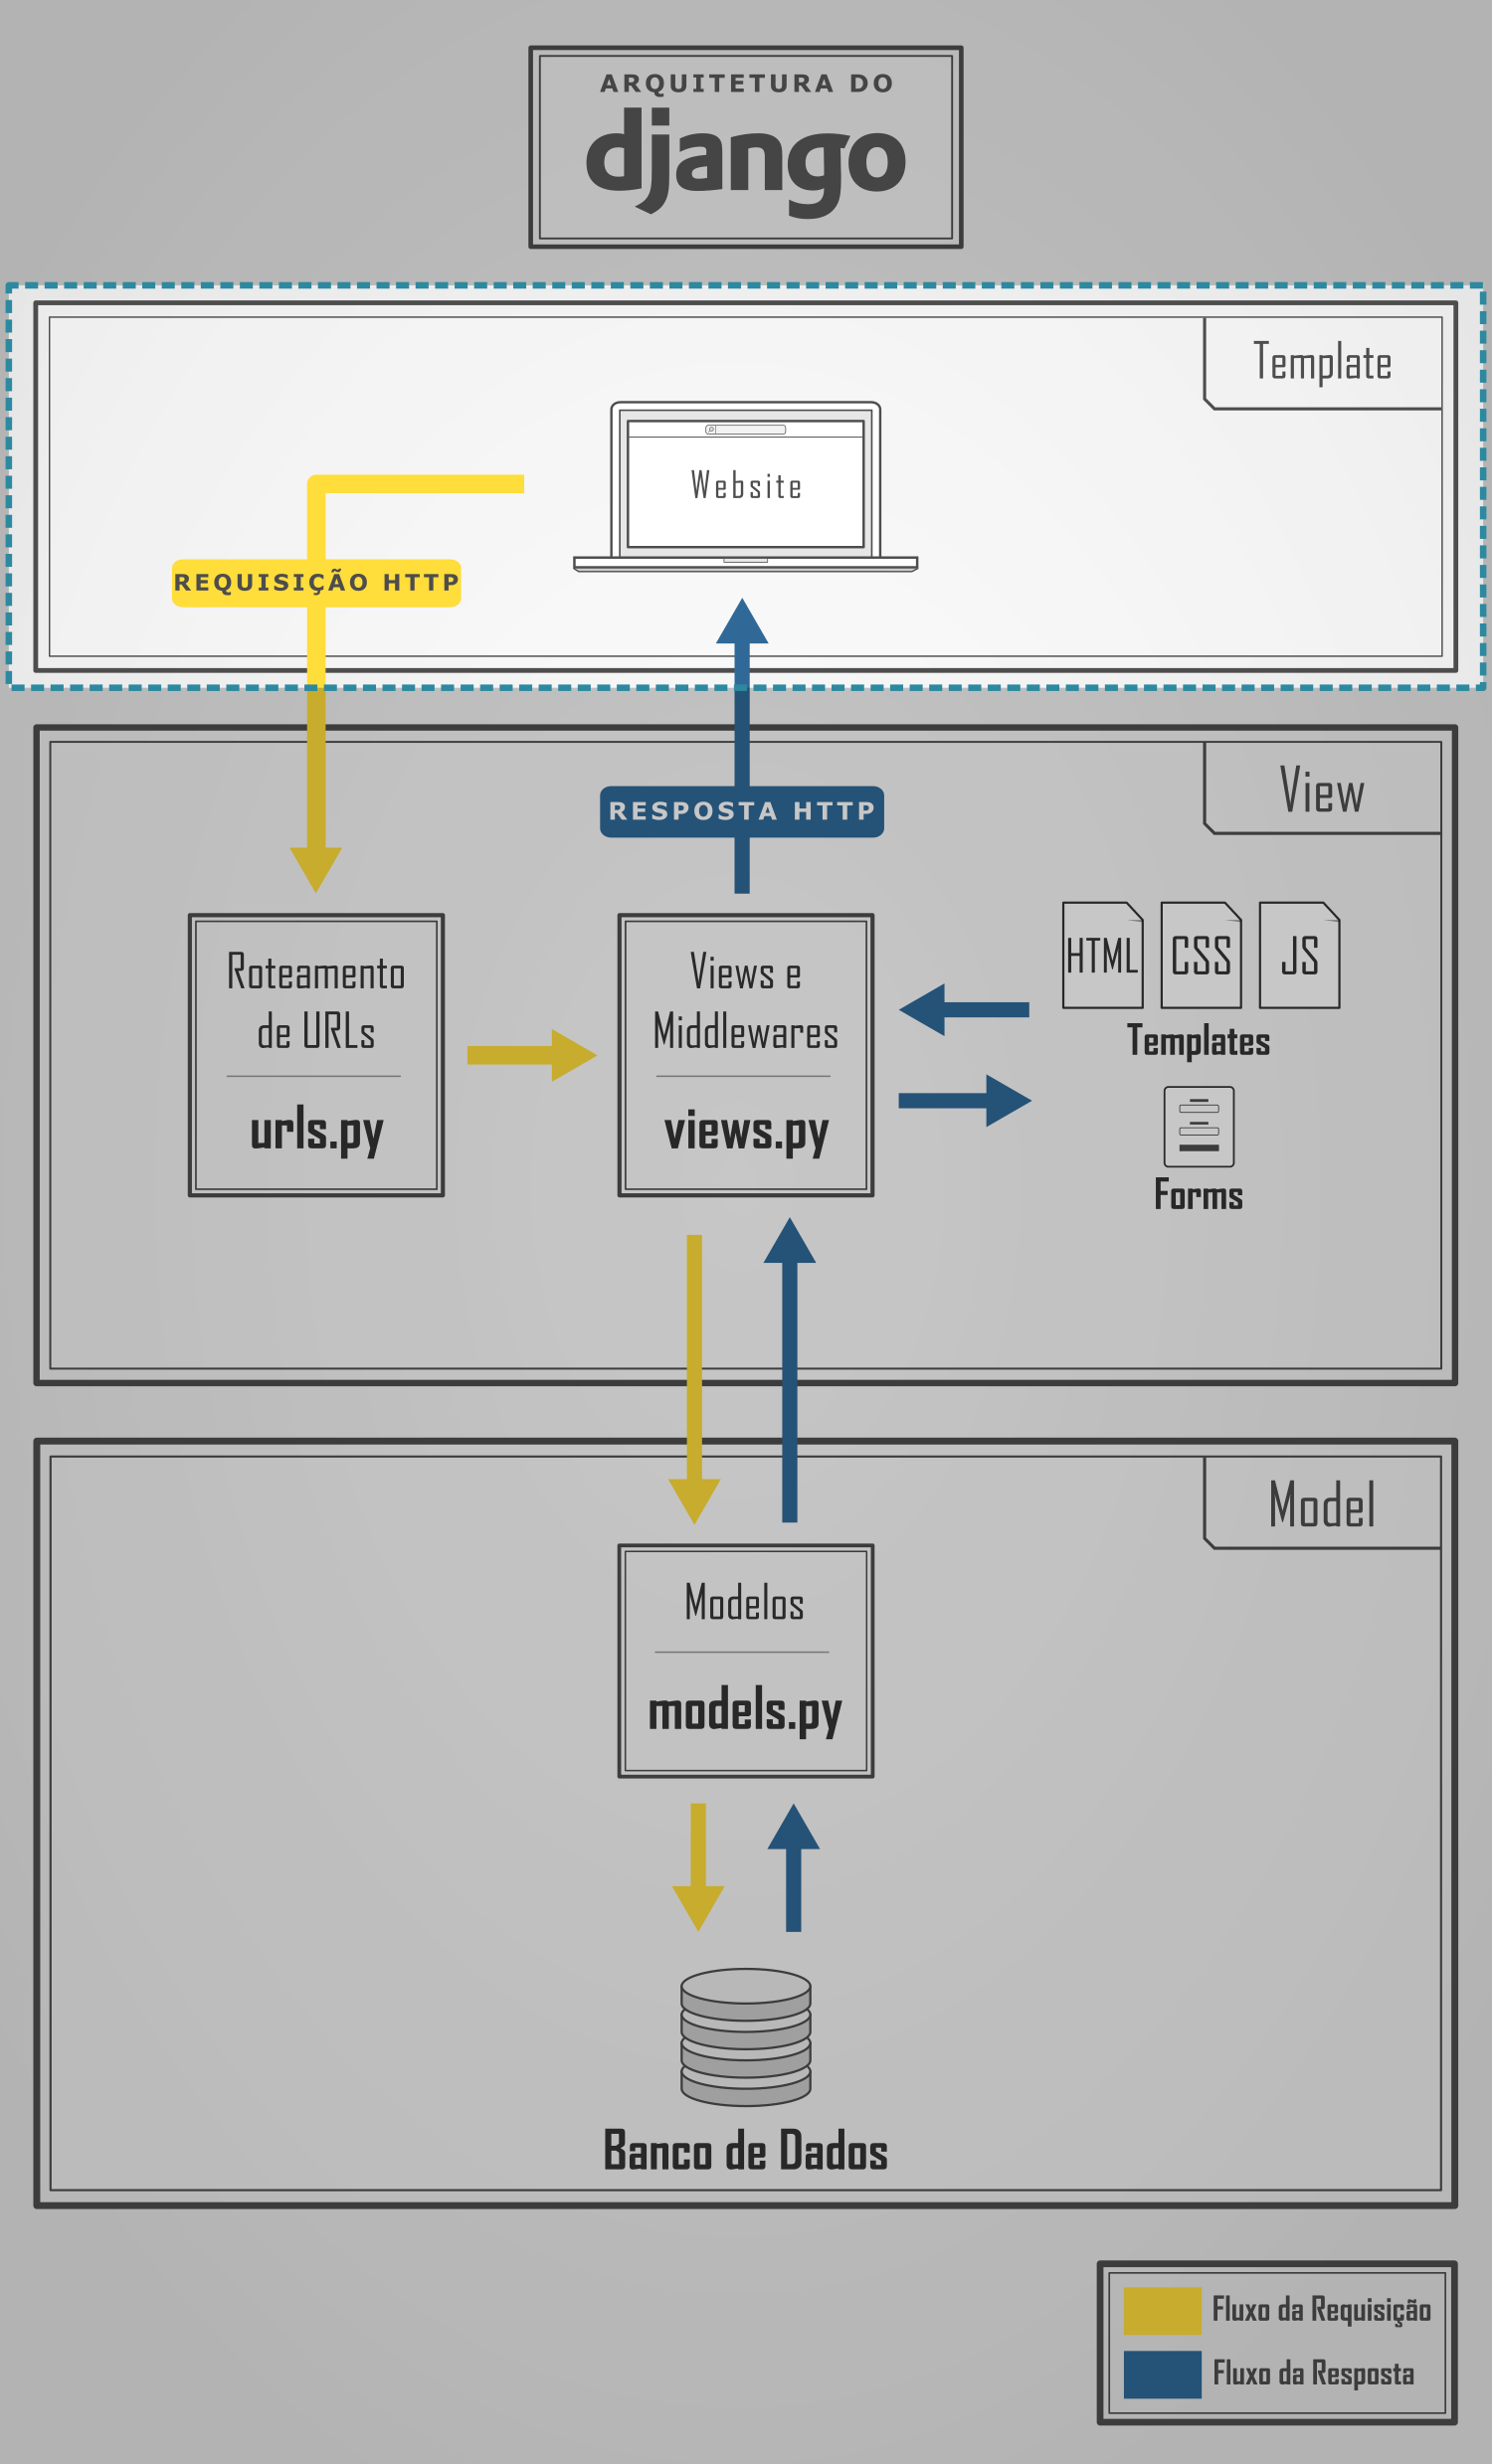 ARQUITETURA DO
django
Template
Website
REQUISIÇÃO HTTP
View
RESPOSTA HTTP
Roteamento
de URLs
urls.py
Views e
Middlewares
views.py
HTML CSS JS
Templates
Forms
Model
Modelos
models.py
Banco de Dados
Fluxo da Requisição
Fluxo da Resposta